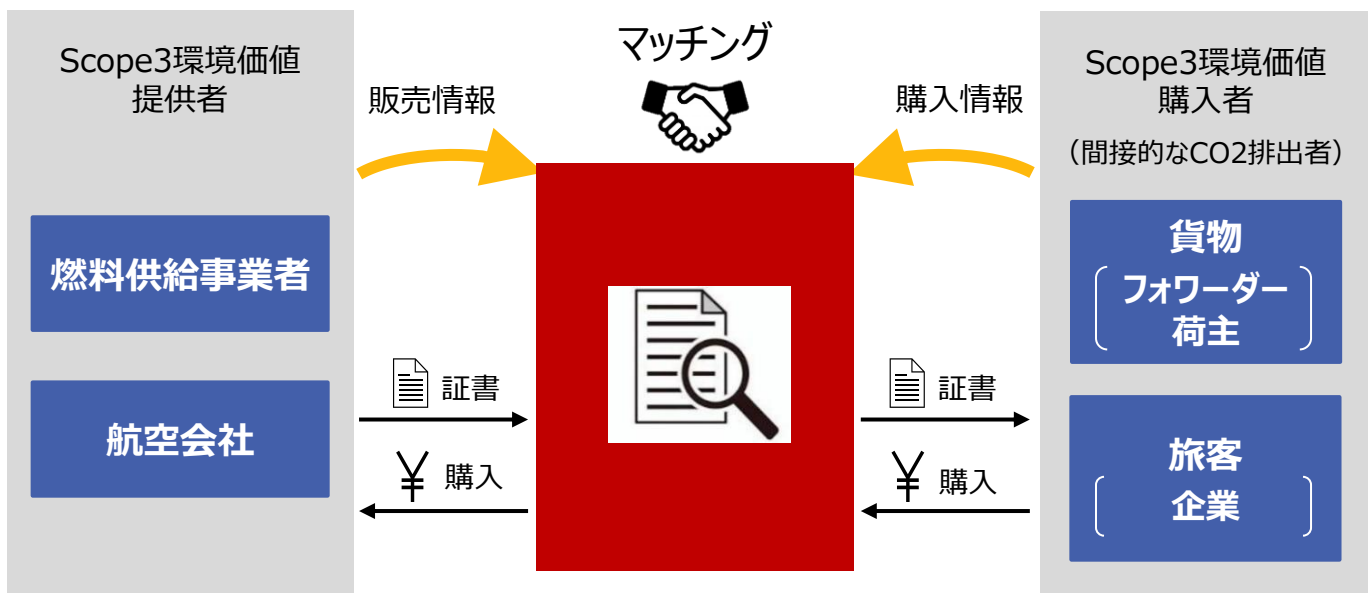 Scope3環境価値
提供者
燃料供給事業者
航空会社
販売情報
マッチング
購入情報
証書
¥ 購入
証書
¥ 購入
Scope3環境価値
購入者
（間接的なCO2排出者）
貨物
フォワーダー
荷主
旅客
企業